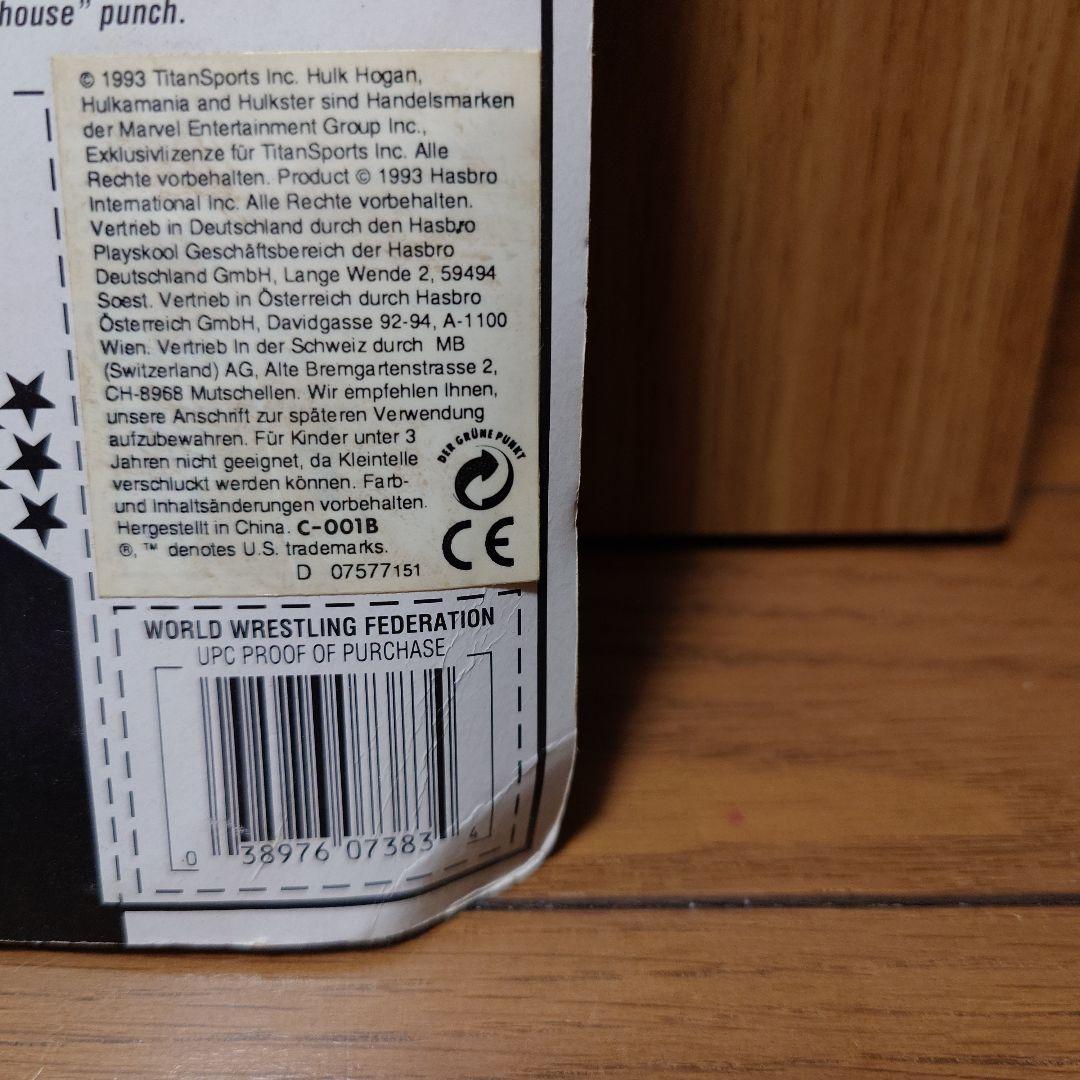 house" punch.
© 1993 TitanSports Inc. Hulk Hogan,
Hulkamania and Hulkster sind Handelsmarken
der Marvel Entertainment Group Inc.,
Exklusivlizenze für TitanSports Inc. Alle
Rechte vorbehalten. Product © 1993 Hasbro
International Inc. Alle Rechte vorbehalten.
Vertrieb in Deutschland durch den Hasbro
Playskool Geschäftsbereich der Hasbro
Deutschland GmbH, Lange Wende 2, 59494
Soest. Vertrieb in Österreich durch Hasbro
Österreich GmbH, Davidgasse 92-94, A-1100
Wien. Vertrieb In der Schweiz durch MB
(Switzerland) AG, Alte Bremgartenstrasse 2,
CH-8968 Mutschellen. Wir empfehlen Ihnen,
unsere Anschrift zur späteren Verwendung
aufzubewahren. Für Kinder unter 3
Jahren nicht geeignet, da Kleinteile
verschluckt werden können. Farb-
und Inhaltsänderungen vorbehalten.
Hergestellt in China. C-001B
®, ™ denotes U.S. trademarks.
D 07577151
DER GRÜNE PUNKT
CE
WORLD WRESTLING FEDERATION
UPC PROOF OF PURCHASE
0 38976 07383 4